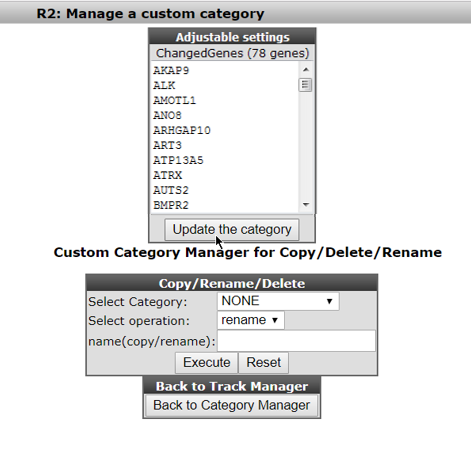 R2: Manage a custom category
Adjustable settings
ChangedGenes (78 genes)
AKAP9
ALK
AMOTL1
ANO8
ARHGAP10
ART3
ATP13A5
ATRX
AUTS2
BMPR2
Update the category
Custom Category Manager for Copy/Delete/Rename
Copy/Rename/Delete
Select Category: NONE
Select operation: rename
name(copy/rename):
Execute Reset
Back to Track Manager
Back to Category Manager